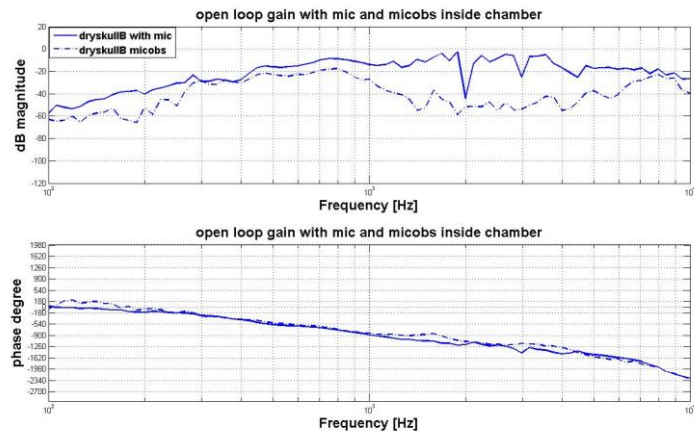 open loop gain with mic and micobs inside chamber
20
0
-20
-40
-60
-80
-100
-120
dryskullB with mic
dryskullB micobs
dB magnitude
Frequency [Hz]
open loop gain with mic and micobs inside chamber
1980
1620
1260
900
540
180
-180
-540
-900
-1260
-1620
-1980
-2340
-2700
phase degree
Frequency [Hz]